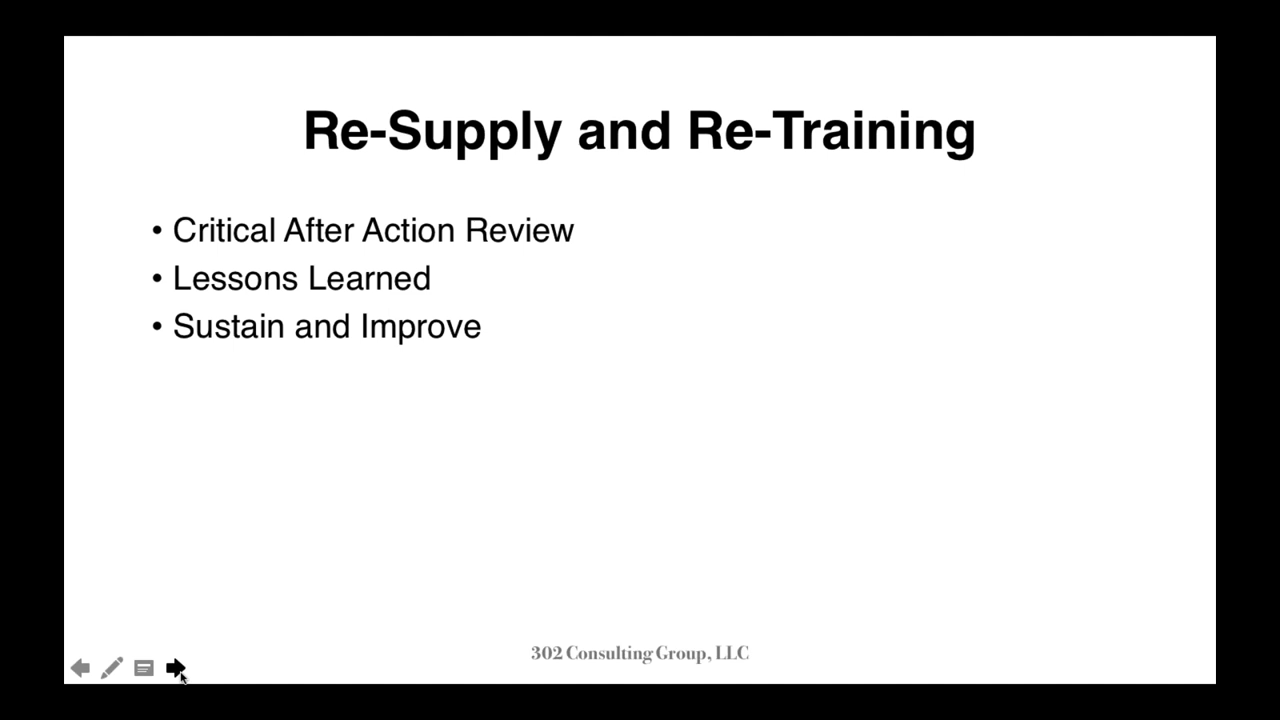 Re-Supply and Re-Training
• Critical After Action Review
• Lessons Learned
• Sustain and Improve
302 Consulting Group, LLC